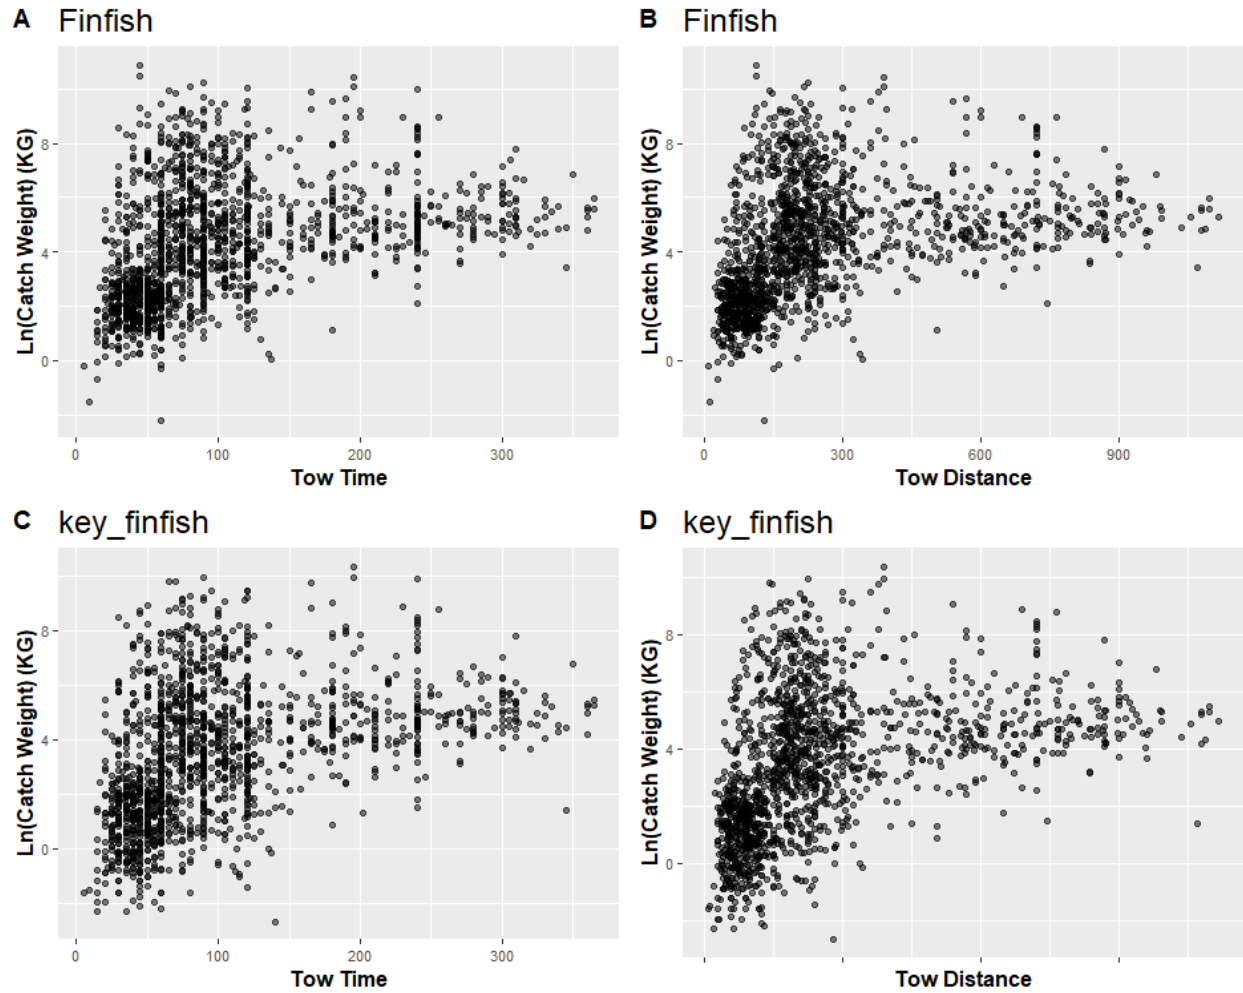 A Finfish
B Finfish
Ln(Catch Weight) (KG)
8
4
0
0 100 200 300
Tow Time
Ln(Catch Weight) (KG)
8
4
0
0 300 600 900
Tow Distance
C key_finfish
D key_finfish
Ln(Catch Weight) (KG)
8
4
0
0 100 200 300
Tow Time
Ln(Catch Weight) (KG)
8
4
0
Tow Distance